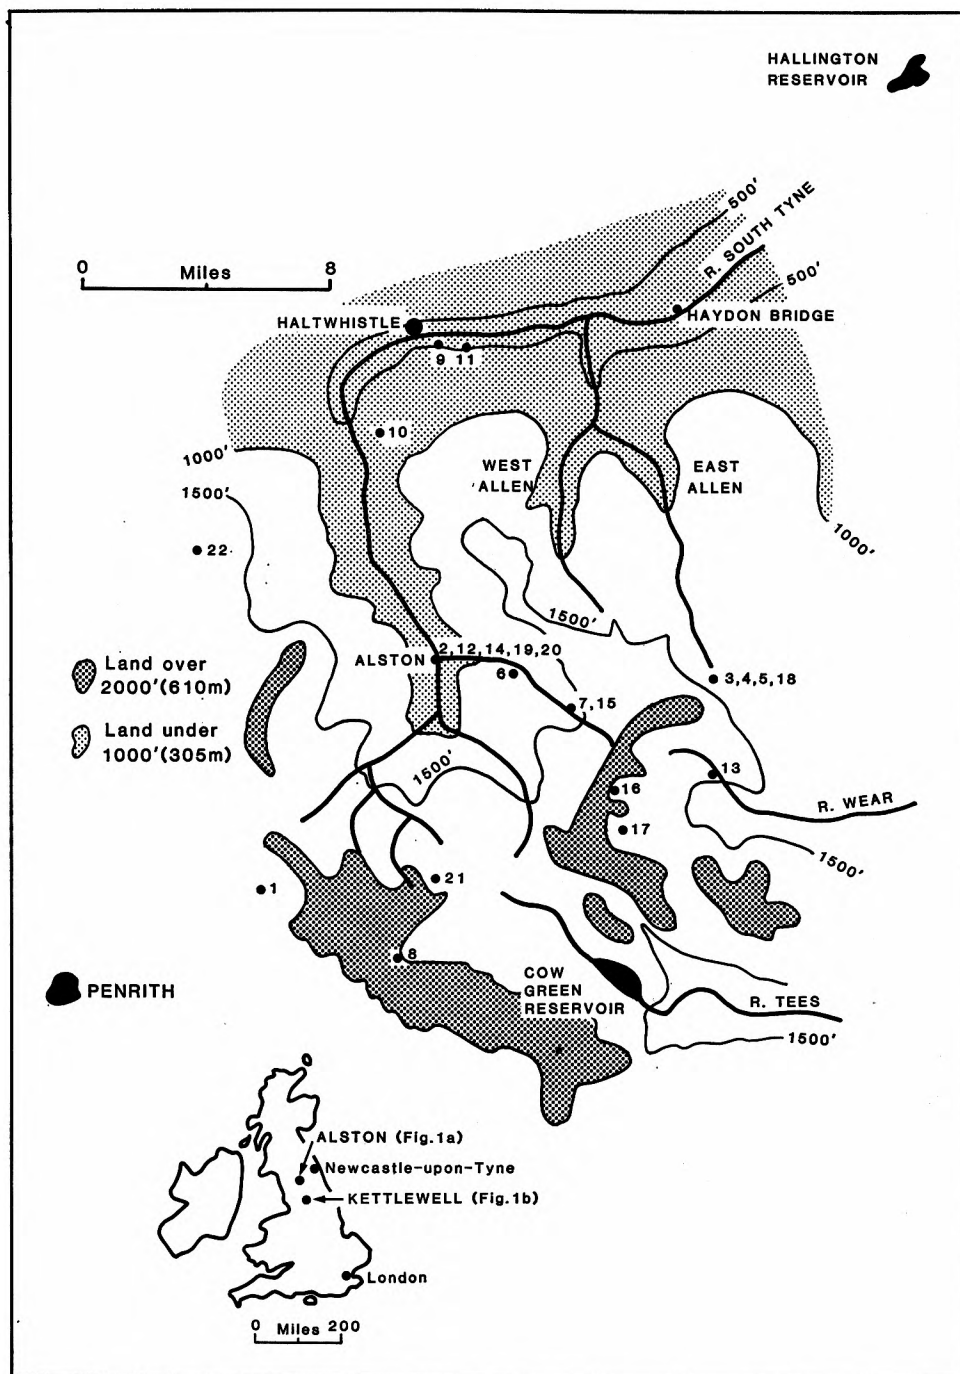 HALLINGTON
RESERVOIR
500'
R. SOUTH TYNE
500'
0 Miles 8
HALTWHISTLE
HAYDON BRIDGE
9 11
10
1000'
WEST
ALLEN
EAST
ALLEN
1500'
1000'
22
1500'
ALSTON
2,12,14,19,20
6
3,4,5,18
Land over
2000'(610m)
7,15
Land under
1000'(305m)
1500'
13
16
R. WEAR
17
1500'
21
1
8
COW
GREEN
RESERVOIR
PENRITH
R. TEES
1500'
ALSTON (Fig.1a)
Newcastle-upon-Tyne
KETTLEWELL (Fig.1b)
London
0 Miles 200